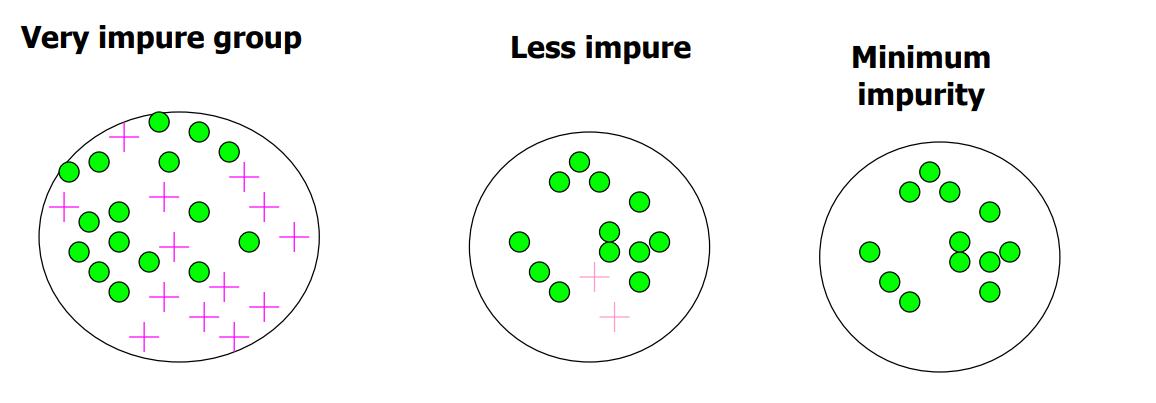 Very impure group
Less impure
Minimum
impurity